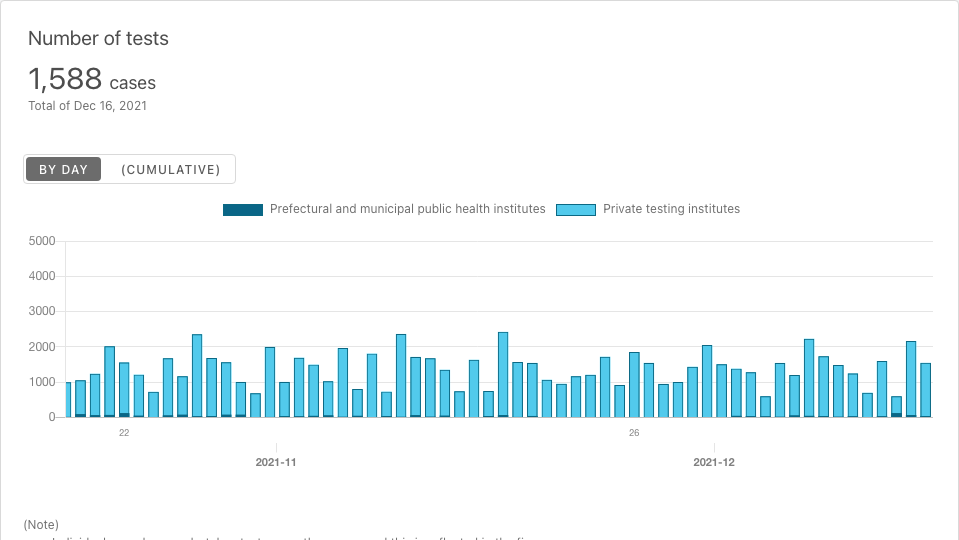 Number of tests
1,588 cases
Total of Dec 16, 2021
BY DAY (CUMULATIVE)
Prefectural and municipal public health institutes Private testing institutes
5000
4000
3000
2000
1000
0
22 26
2021-11 2021-12
(Note)